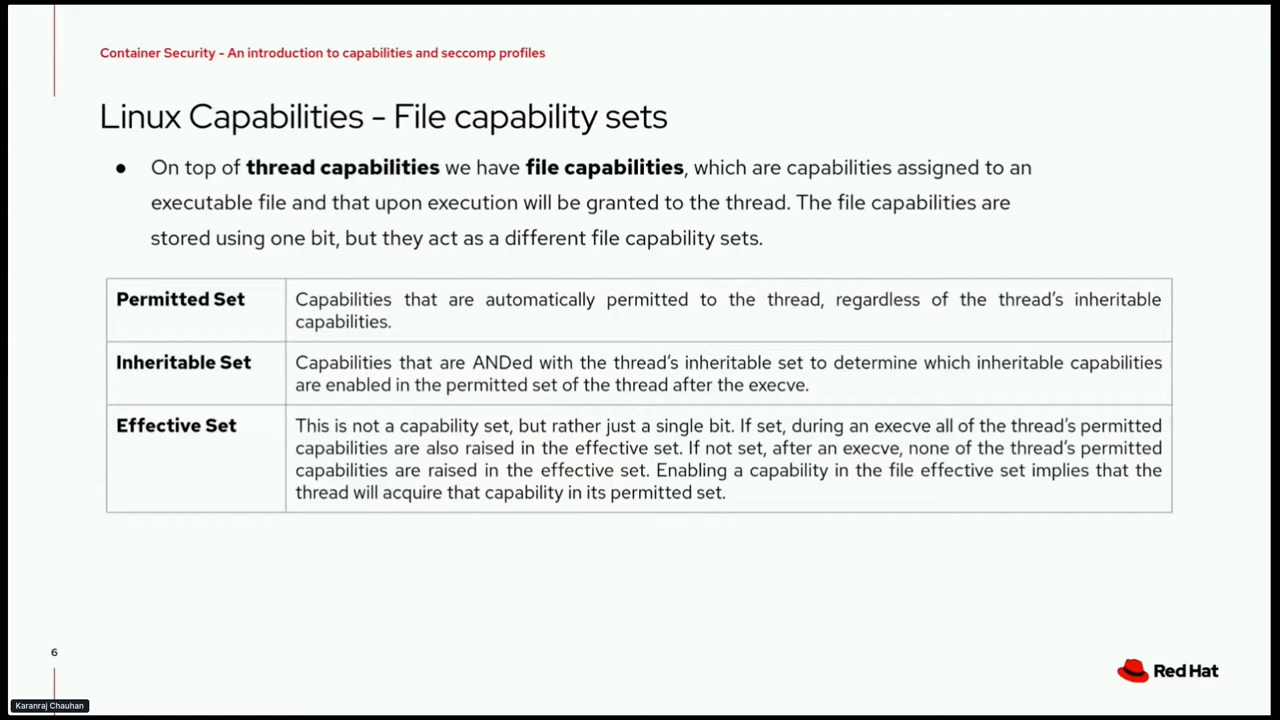 Container Security - An introduction to capabilities and seccomp profiles
Linux Capabilities - File capability sets
● On top of thread capabilities we have file capabilities, which are capabilities assigned to an
executable file and that upon execution will be granted to the thread. The file capabilities are
stored using one bit, but they act as a different file capability sets.
Permitted Set
Capabilities that are automatically permitted to the thread, regardless of the thread's inheritable
capabilities.
Inheritable Set
Capabilities that are ANDed with the thread's inheritable set to determine which inheritable capabilities
are enabled in the permitted set of the thread after the execve.
Effective Set
This is not a capability set, but rather just a single bit. If set, during an execve all of the thread's permitted
capabilities are also raised in the effective set. If not set, after an execve, none of the thread's permitted
capabilities are raised in the effective set. Enabling a capability in the file effective set implies that the
thread will acquire that capability in its permitted set.
6
Red Hat
Karanraj Chauhan